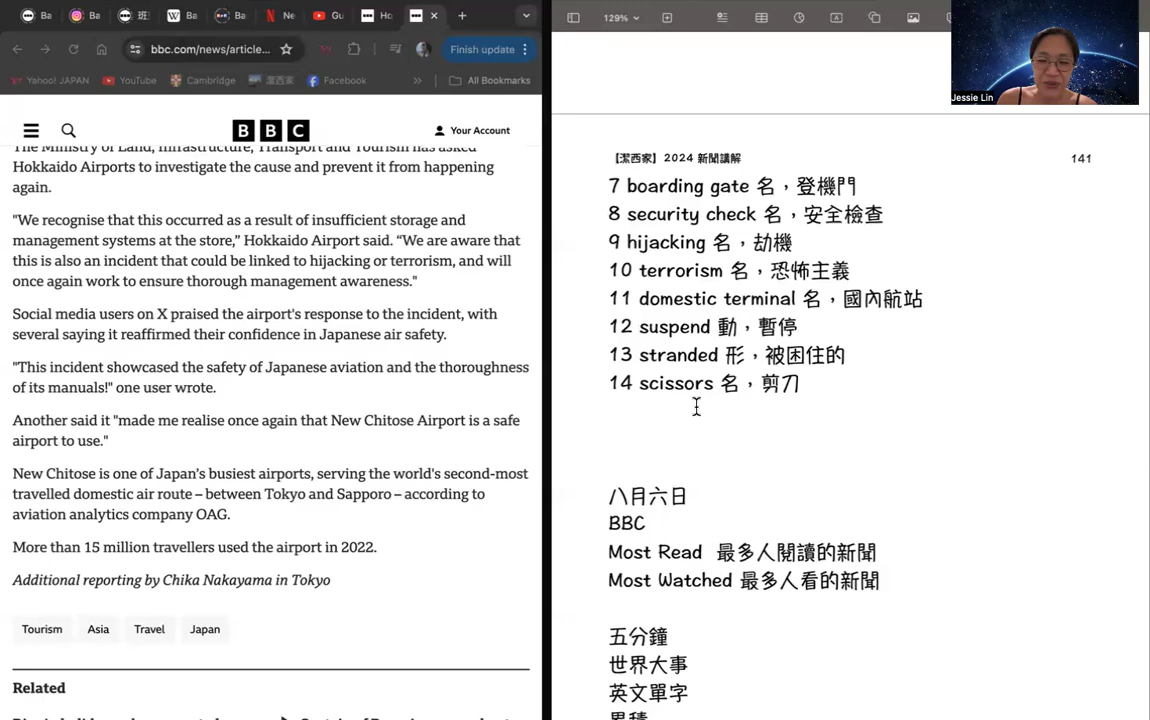 Ba
Ba
班
Ba
Ba
Ne
Gu
Ho
bbc.com/news/article...
Finish update
Yahoo! JAPAN
YouTube
Cambridge
潔西家
Facebook
»
All Bookmarks
BBC
Your Account
The Ministry of Land, Infrastructure, Transport and Tourism has asked
Hokkaido Airports to investigate the cause and prevent it from happening
again.
"We recognise that this occurred as a result of insufficient storage and
management systems at the store,” Hokkaido Airport said. “We are aware that
this is also an incident that could be linked to hijacking or terrorism, and will
once again work to ensure thorough management awareness."
Social media users on X praised the airport's response to the incident, with
several saying it reaffirmed their confidence in Japanese air safety.
"This incident showcased the safety of Japanese aviation and the thoroughness
of its manuals!" one user wrote.
Another said it "made me realise once again that New Chitose Airport is a safe
airport to use."
New Chitose is one of Japan’s busiest airports, serving the world's second-most
travelled domestic air route – between Tokyo and Sapporo – according to
aviation analytics company OAG.
More than 15 million travellers used the airport in 2022.
Additional reporting by Chika Nakayama in Tokyo
Tourism
Asia
Travel
Japan
Related
129%
Jessie Lin
【潔西家】2024 新聞講解
141
7 boarding gate 名，登機門
8 security check 名，安全檢查
9 hijacking 名，劫機
10 terrorism 名，恐怖主義
11 domestic terminal 名，國內航站
12 suspend 動，暫停
13 stranded 形，被困住的
14 scissors 名，剪刀
八月六日
BBC
Most Read 最多人閱讀的新聞
Most Watched 最多人看的新聞
五分鐘
世界大事
英文單字
累積